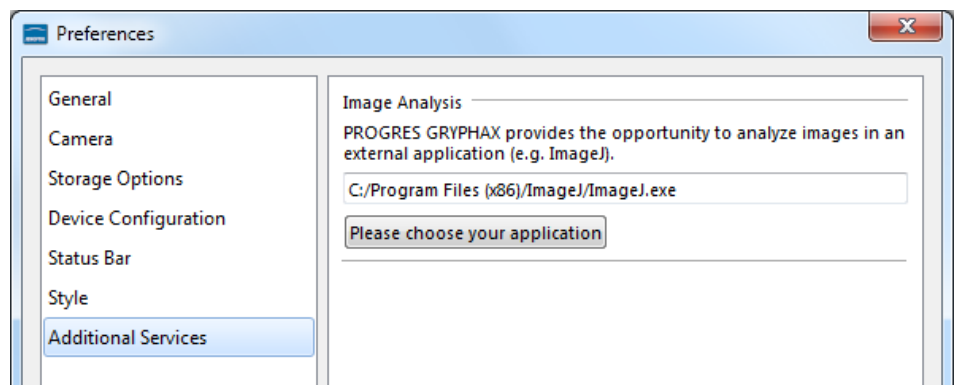 Preferences
General
Camera
Storage Options
Device Configuration
Status Bar
Style
Additional Services
Image Analysis
PROGRES GRYPHAX provides the opportunity to analyze images in an
external application (e.g. ImageJ).
C:/Program Files (x86)/ImageJ/ImageJ.exe
Please choose your application